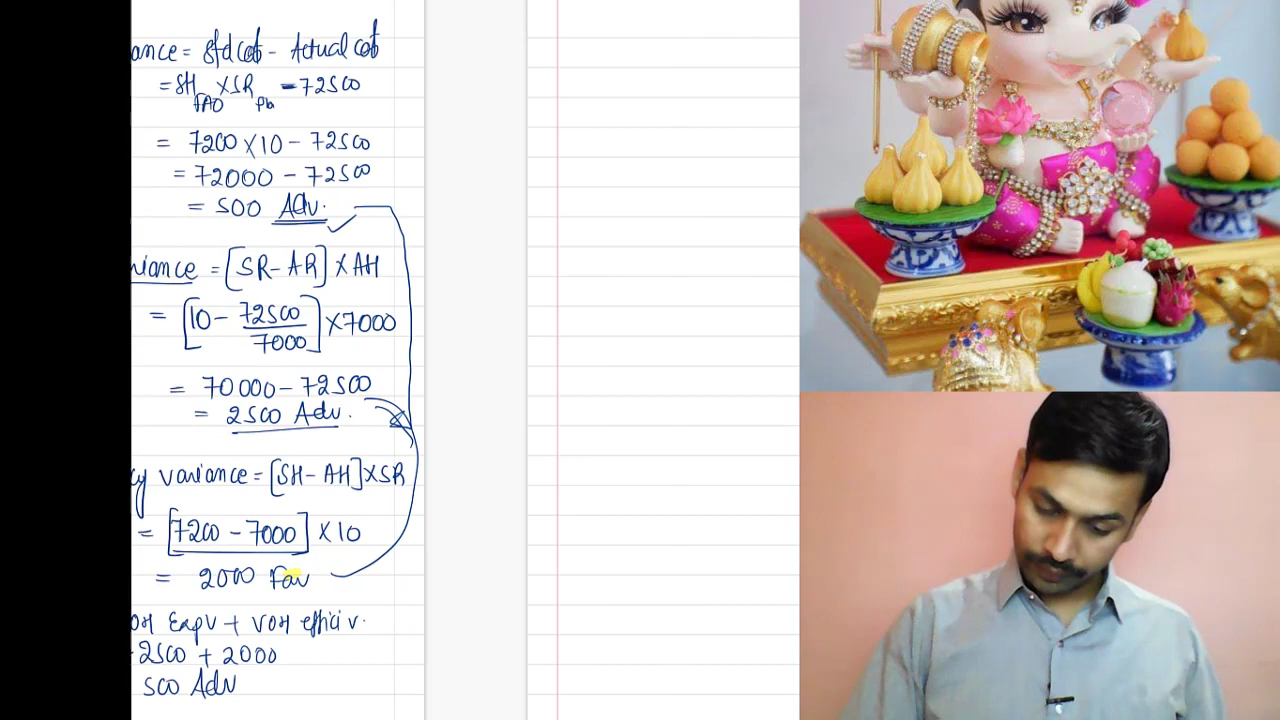 ance = Std cost - Actual cost
= SH FAO × SR ph - 72500
= 7200 × 10 - 72500
= 72000 - 72500
= 500 Adv.
riance = [SR - AR] × AH
= [10 - 72500/7000] × 7000
= 70000 - 72500
= 2500 Adv.
cy variance = [SH - AH] × SR
= [7200 - 7000] × 10
= 2000 Fav
OH Exp V + VOH effici v.
2500 + 2000
500 Adv